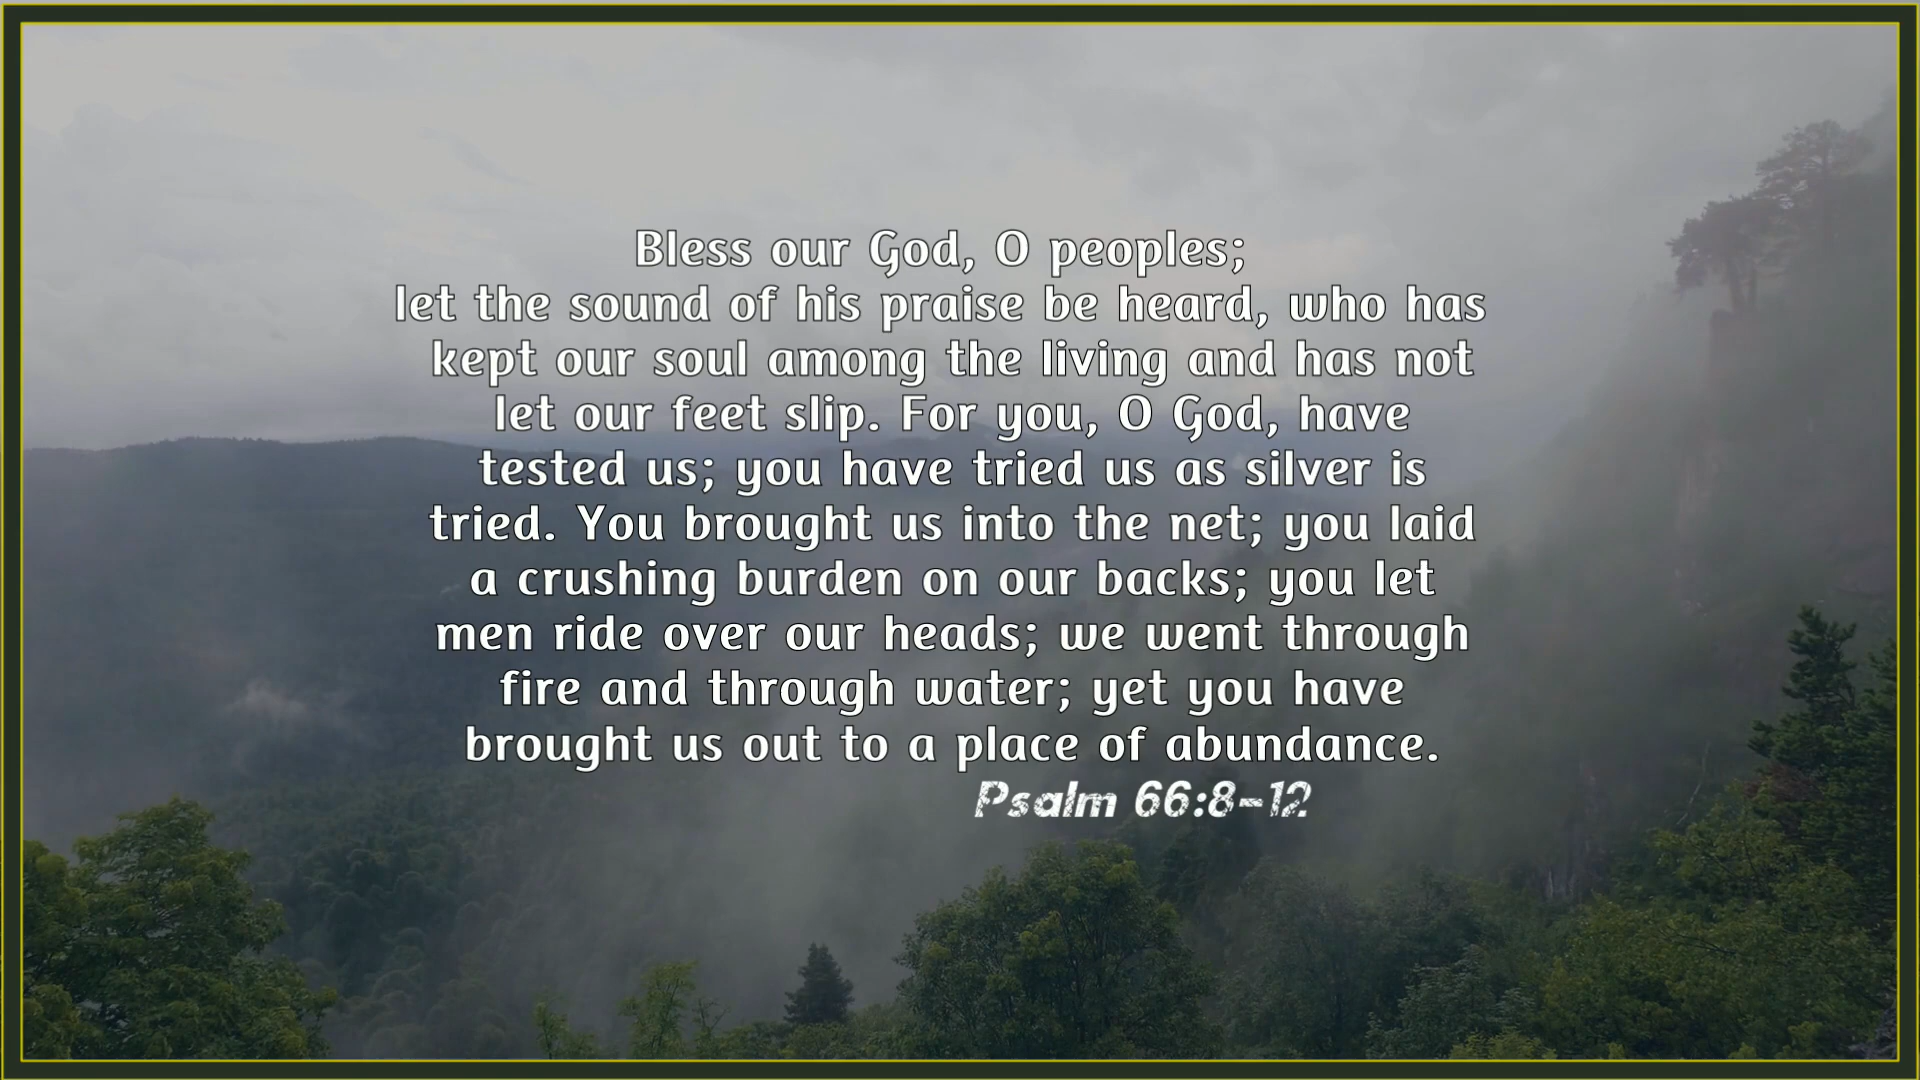 Bless our God, O peoples;
let the sound of his praise be heard, who has
kept our soul among the living and has not
let our feet slip. For you, O God, have
tested us; you have tried us as silver is
tried. You brought us into the net; you laid
a crushing burden on our backs; you let
men ride over our heads; we went through
fire and through water; yet you have
brought us out to a place of abundance.
Psalm 66:8-12